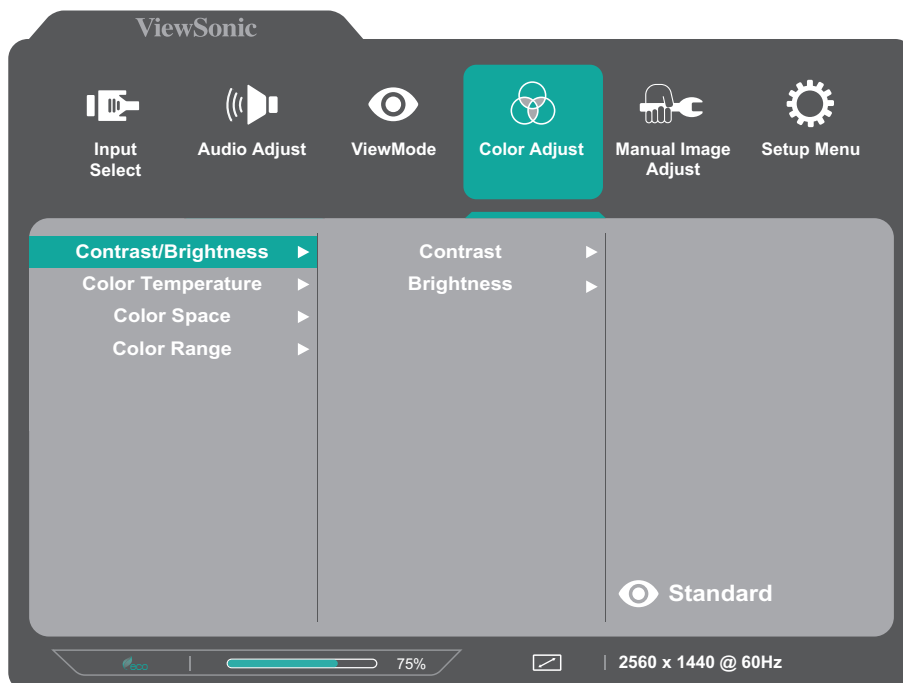 ViewSonic
Input
Select
Audio Adjust
ViewMode
Color Adjust
Manual Image
Adjust
Setup Menu
Contrast/Brightness
Color Temperature
Color Space
Color Range
Contrast
Brightness
Standard
eco
75%
2560 x 1440 @ 60Hz